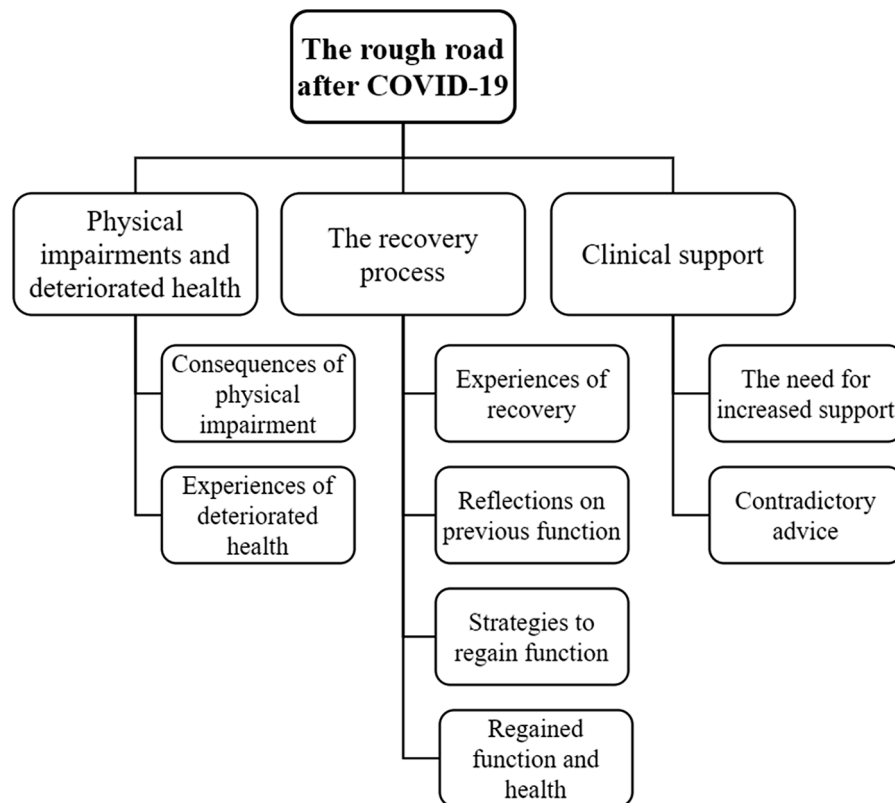 The rough road
after COVID-19
Physical
impairments and
deteriorated health
The recovery
process
Clinical support
Consequences of
physical
impairment
Experiences of
deteriorated
health
Experiences of
recovery
Reflections on
previous function
Strategies to
regain function
Regained
function and
health
The need for
increased support
Contradictory
advice